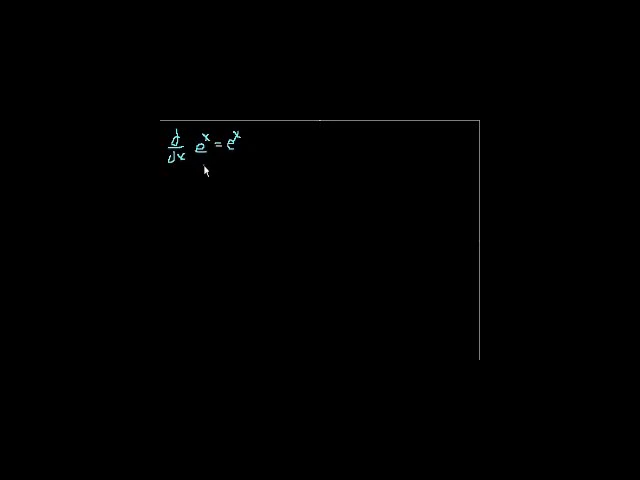 d/dx e^x = e^x